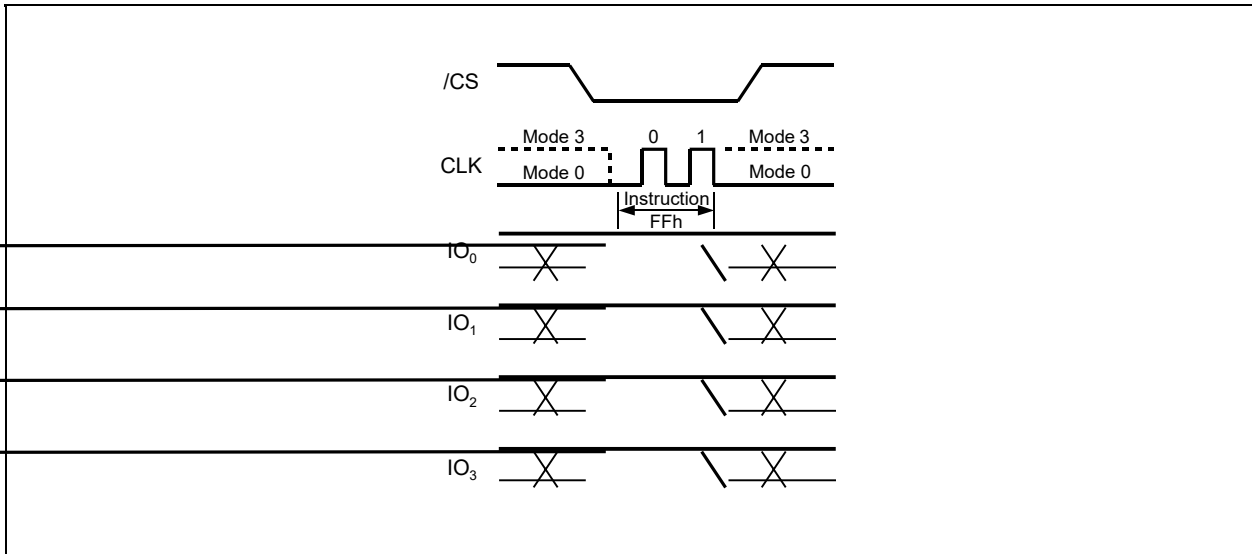 /CS
Mode 3 0 1 Mode 3
CLK Mode 0 Mode 0
Instruction
FFh
IO₀
IO₁
IO₂
IO₃